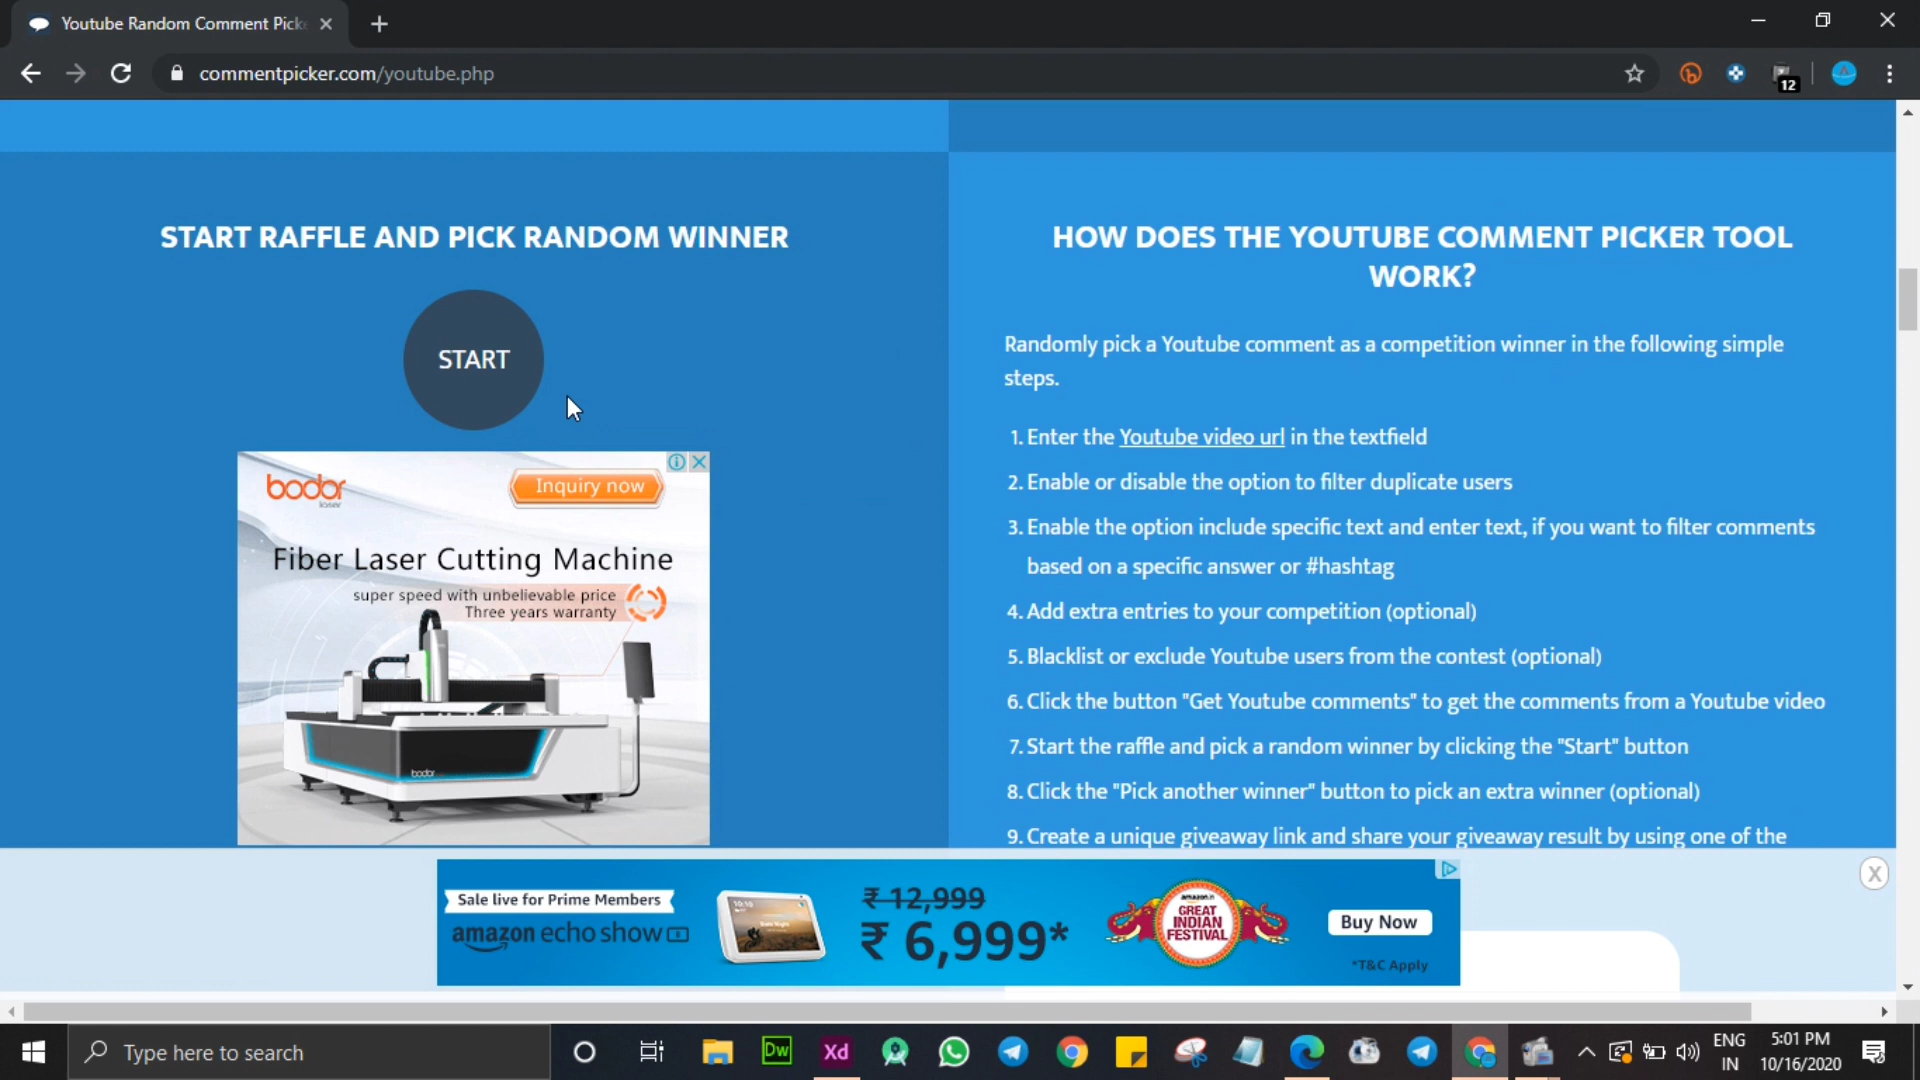 Youtube Random Comment Pick
commentpicker.com/youtube.php
12
START RAFFLE AND PICK RANDOM WINNER
START
bodor
laser
Inquiry now
Fiber Laser Cutting Machine
super speed with unbelievable price
Three years warranty
bodor
HOW DOES THE YOUTUBE COMMENT PICKER TOOL
WORK?
Randomly pick a Youtube comment as a competition winner in the following simple
steps.
1. Enter the Youtube video url in the textfield
2. Enable or disable the option to filter duplicate users
3. Enable the option include specific text and enter text, if you want to filter comments
based on a specific answer or #hashtag
4. Add extra entries to your competition (optional)
5. Blacklist or exclude Youtube users from the contest (optional)
6. Click the button "Get Youtube comments" to get the comments from a Youtube video
7. Start the raffle and pick a random winner by clicking the "Start" button
8. Click the "Pick another winner" button to pick an extra winner (optional)
9. Create a unique giveaway link and share your giveaway result by using one of the
Sale live for Prime Members
amazon echo show 5
10:10
₹ 12,999
₹ 6,999*
amazon.in
GREAT
INDIAN
FESTIVAL
Buy Now
*T&C Apply
X
Type here to search
Dw
Xd
ENG
IN
5:01 PM
10/16/2020